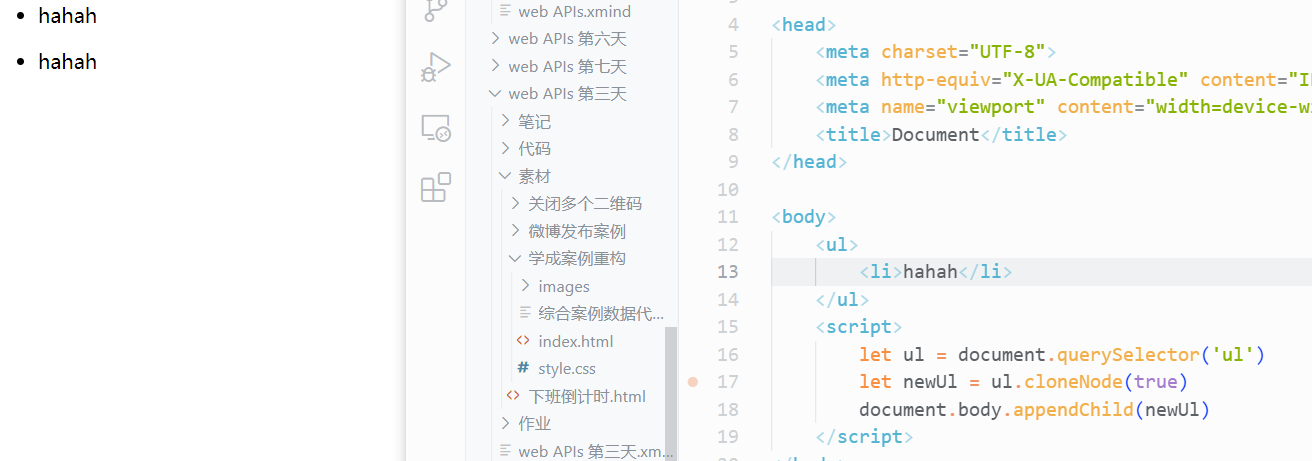 hahah
hahah
web APIs.xmind
web APIs 第六天
web APIs 第七天
web APIs 第三天
笔记
代码
素材
关闭多个二维码
微博发布案例
学成案例重构
images
综合案例数据代...
index.html
# style.css
下班倒计时.html
作业
web APIs 第三天.xm...
4 <head>
5 <meta charset="UTF-8">
6 <meta http-equiv="X-UA-Compatible" content="I
7 <meta name="viewport" content="width=device-w
8 <title>Document</title>
9 </head>
10
11 <body>
12 <ul>
13 <li>hahah</li>
14 </ul>
15 <script>
16 let ul = document.querySelector('ul')
17 let newUl = ul.cloneNode(true)
18 document.body.appendChild(newUl)
19 </script>